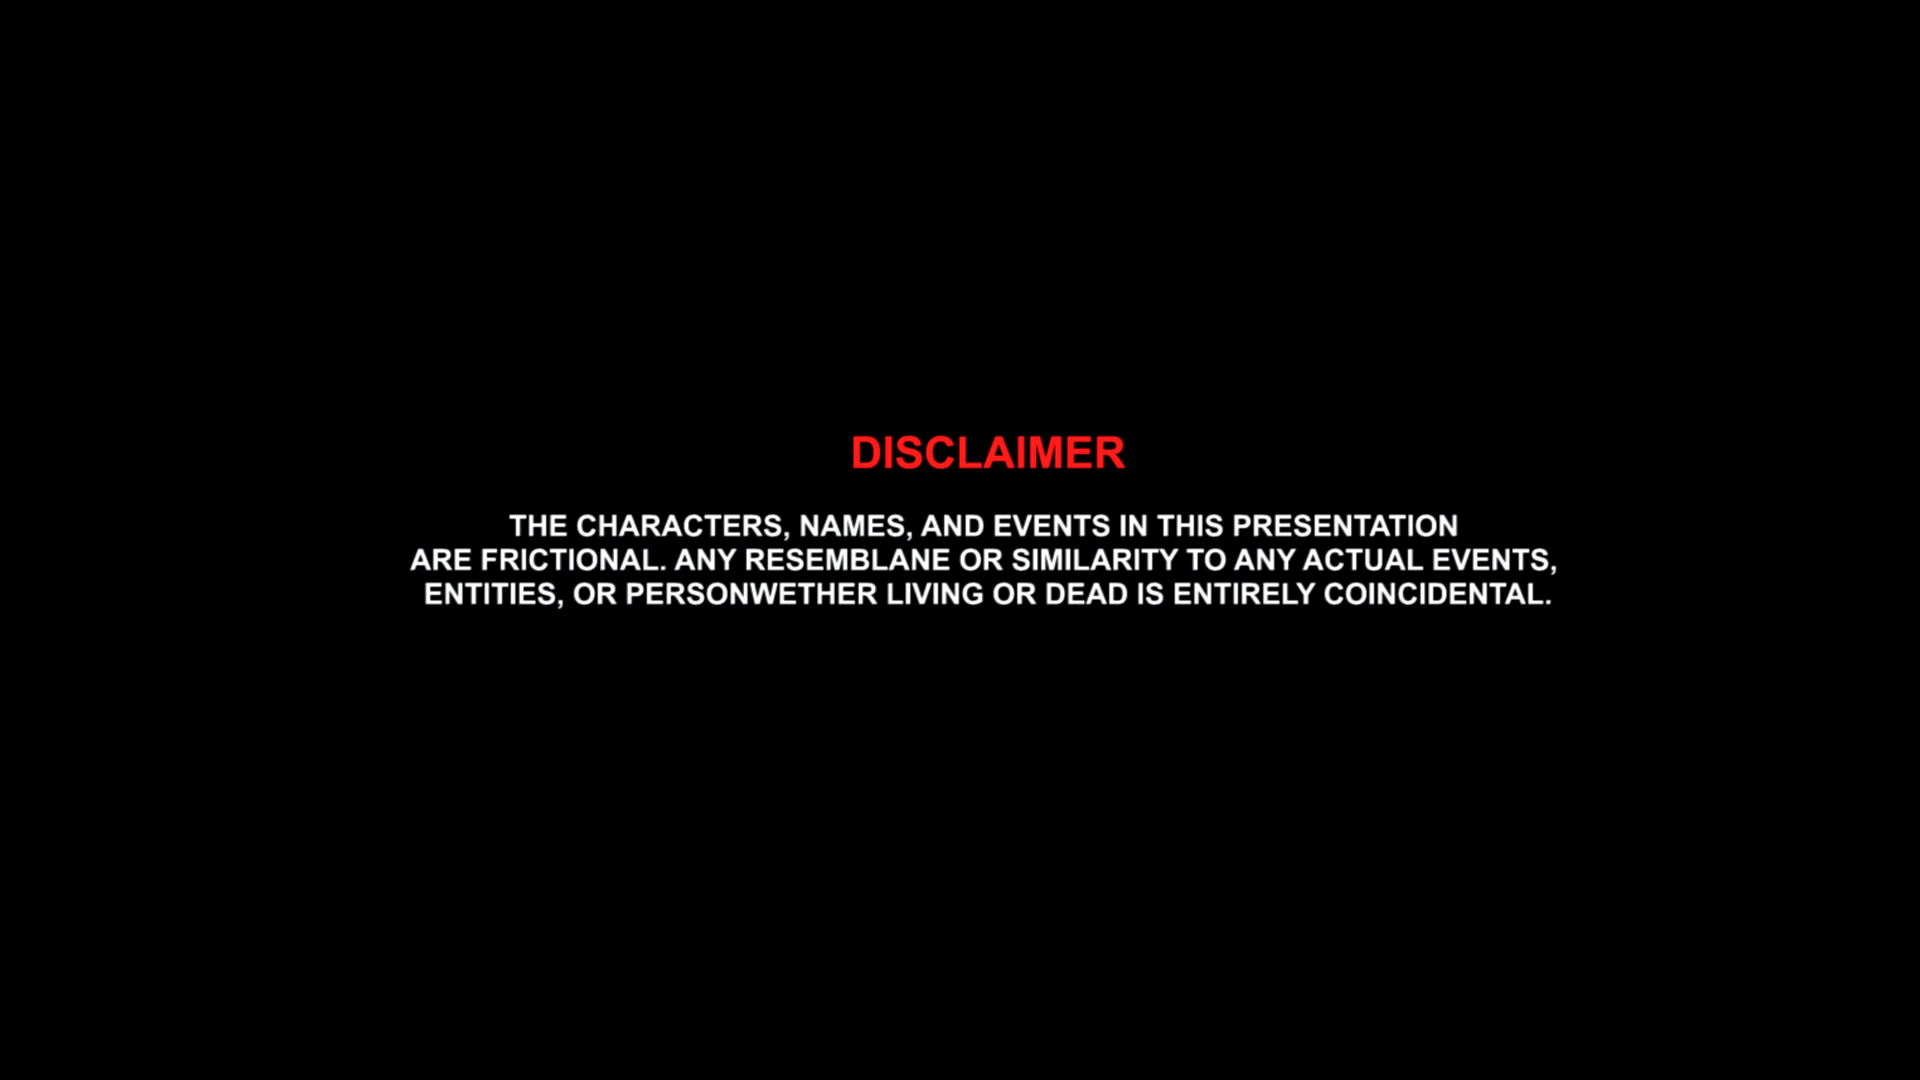 DISCLAIMER
THE CHARACTERS, NAMES, AND EVENTS IN THIS PRESENTATION
ARE FRICTIONAL. ANY RESEMBLANE OR SIMILARITY TO ANY ACTUAL EVENTS,
ENTITIES, OR PERSONWETHER LIVING OR DEAD IS ENTIRELY COINCIDENTAL.